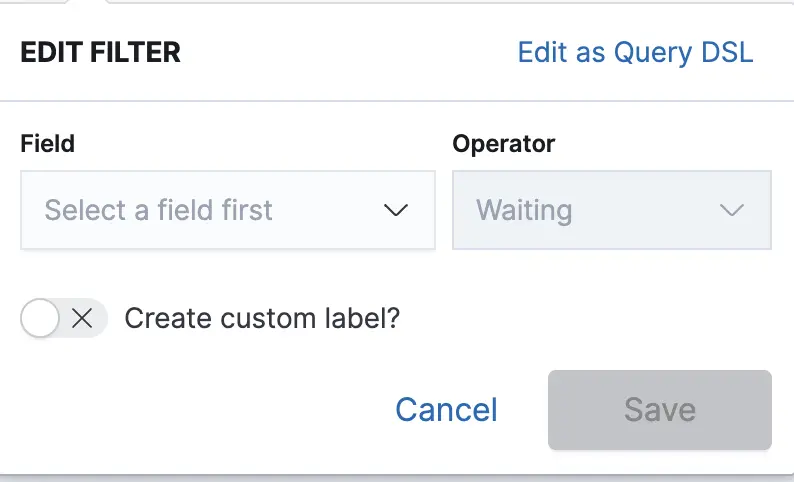 EDIT FILTER
Edit as Query DSL
Field
Operator
Select a field first
Waiting
Create custom label?
Cancel
Save